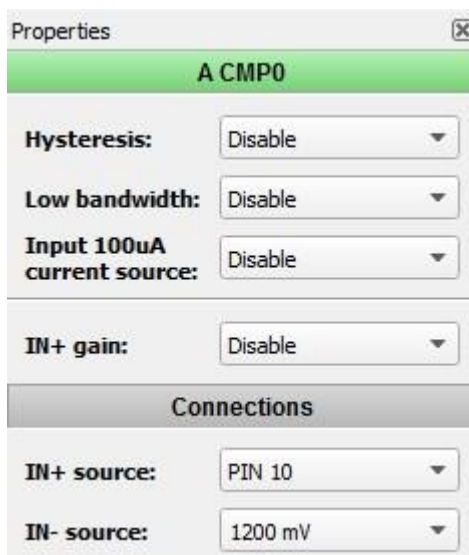 Properties
A CMP0
Hysteresis: Disable
Low bandwidth: Disable
Input 100uA
current source: Disable
IN+ gain: Disable
Connections
IN+ source: PIN 10
IN- source: 1200 mV